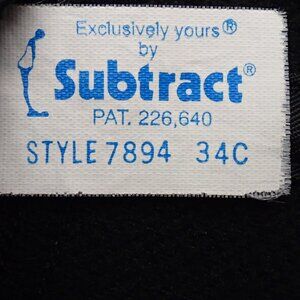 Exclusively yours®
by
Subtract®
PAT. 226,640
STYLE 7894 34C